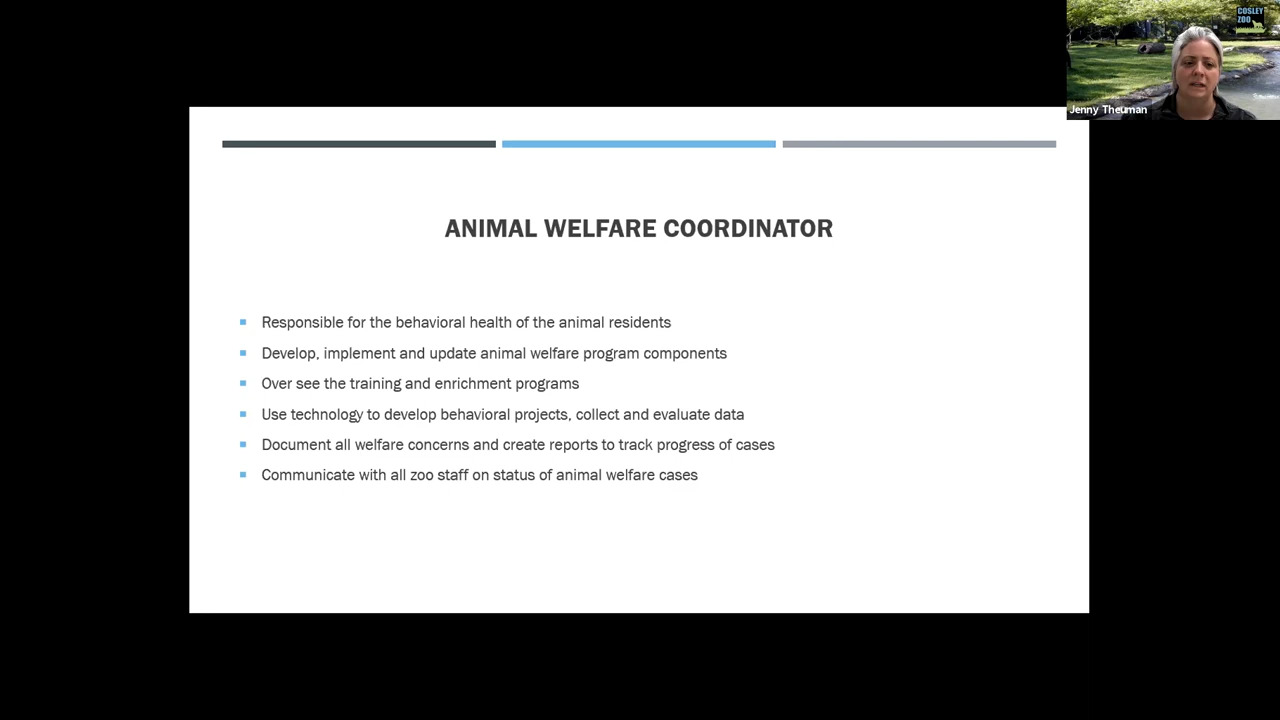 COSLEY
ZOO
Jenny Theuman
ANIMAL WELFARE COORDINATOR
Responsible for the behavioral health of the animal residents
Develop, implement and update animal welfare program components
Over see the training and enrichment programs
Use technology to develop behavioral projects, collect and evaluate data
Document all welfare concerns and create reports to track progress of cases
Communicate with all zoo staff on status of animal welfare cases